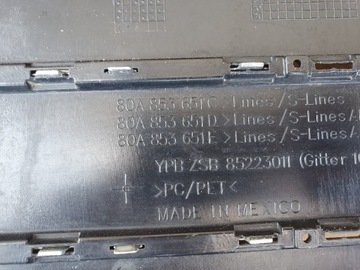 80A 853 651C >Lines /S-Lines
80A 853 651D >Lines /S-Lines/
80A 853 651E >Lines /S-Lines/
YPB ZSB 85223011 (Gitter
>PC/PET<
MADE IN MEXICO